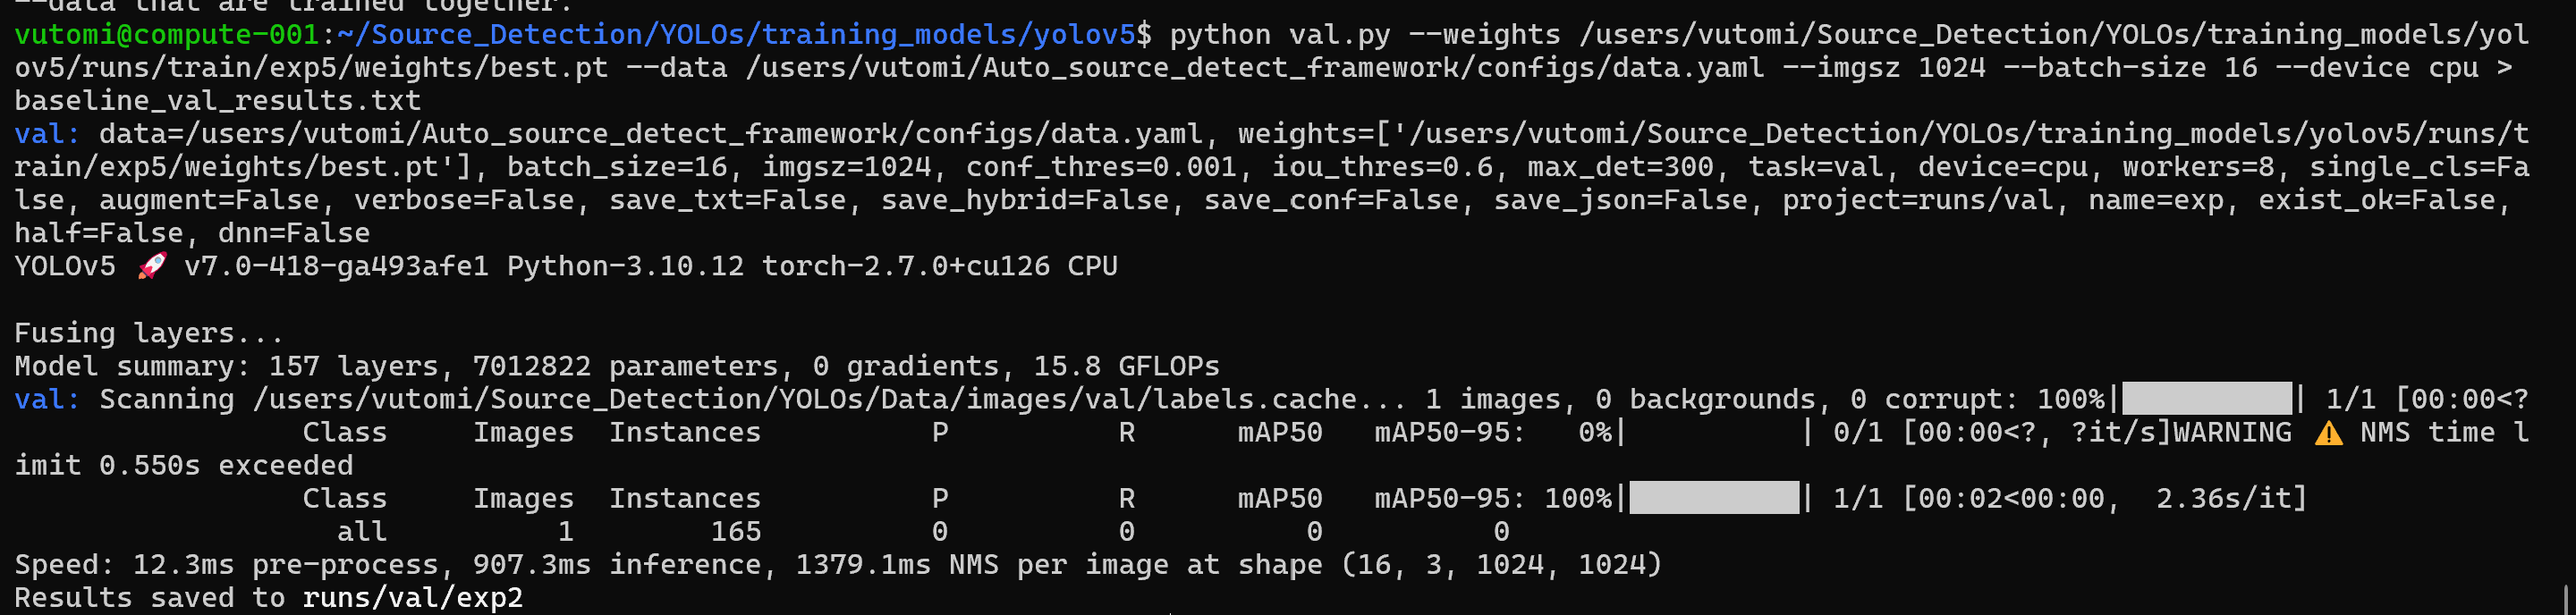 --data that are trained together.
vutomi@compute-001:~/Source_Detection/YOLOs/training_models/yolov5$ python val.py --weights /users/vutomi/Source_Detection/YOLOs/training_models/yol
ov5/runs/train/exp5/weights/best.pt --data /users/vutomi/Auto_source_detect_framework/configs/data.yaml --imgsz 1024 --batch-size 16 --device cpu >
baseline_val_results.txt
val: data=/users/vutomi/Auto_source_detect_framework/configs/data.yaml, weights=['/users/vutomi/Source_Detection/YOLOs/training_models/yolov5/runs/t
rain/exp5/weights/best.pt'], batch_size=16, imgsz=1024, conf_thres=0.001, iou_thres=0.6, max_det=300, task=val, device=cpu, workers=8, single_cls=Fa
lse, augment=False, verbose=False, save_txt=False, save_hybrid=False, save_conf=False, save_json=False, project=runs/val, name=exp, exist_ok=False,
half=False, dnn=False
YOLOv5 🚀 v7.0-418-ga493afe1 Python-3.10.12 torch-2.7.0+cu126 CPU
Fusing layers...
Model summary: 157 layers, 7012822 parameters, 0 gradients, 15.8 GFLOPs
val: Scanning /users/vutomi/Source_Detection/YOLOs/Data/images/val/labels.cache... 1 images, 0 backgrounds, 0 corrupt: 100%|██████████| 1/1 [00:00<?
Class Images Instances P R mAP50 mAP50-95: 0%| | 0/1 [00:00<?, ?it/s]WARNING ⚠️ NMS time l
imit 0.550s exceeded
Class Images Instances P R mAP50 mAP50-95: 100%|██████████| 1/1 [00:02<00:00, 2.36s/it]
all 1 165 0 0 0 0
Speed: 12.3ms pre-process, 907.3ms inference, 1379.1ms NMS per image at shape (16, 3, 1024, 1024)
Results saved to runs/val/exp2